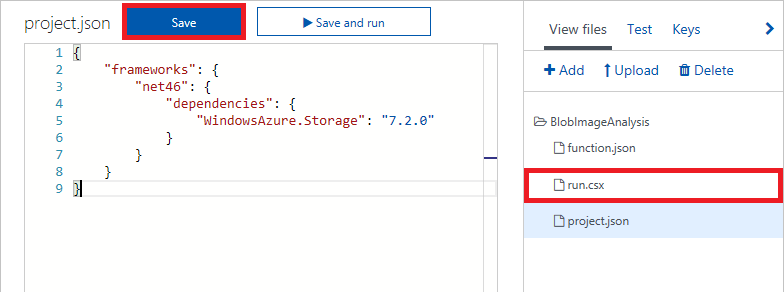 project.json Save Save and run
1 {
2 "frameworks": {
3 "net46": {
4 "dependencies": {
5 "WindowsAzure.Storage": "7.2.0"
6 }
7 }
8 }
9 }
View files Test Keys
+ Add Upload Delete
BlobImageAnalysis
function.json
run.csx
project.json